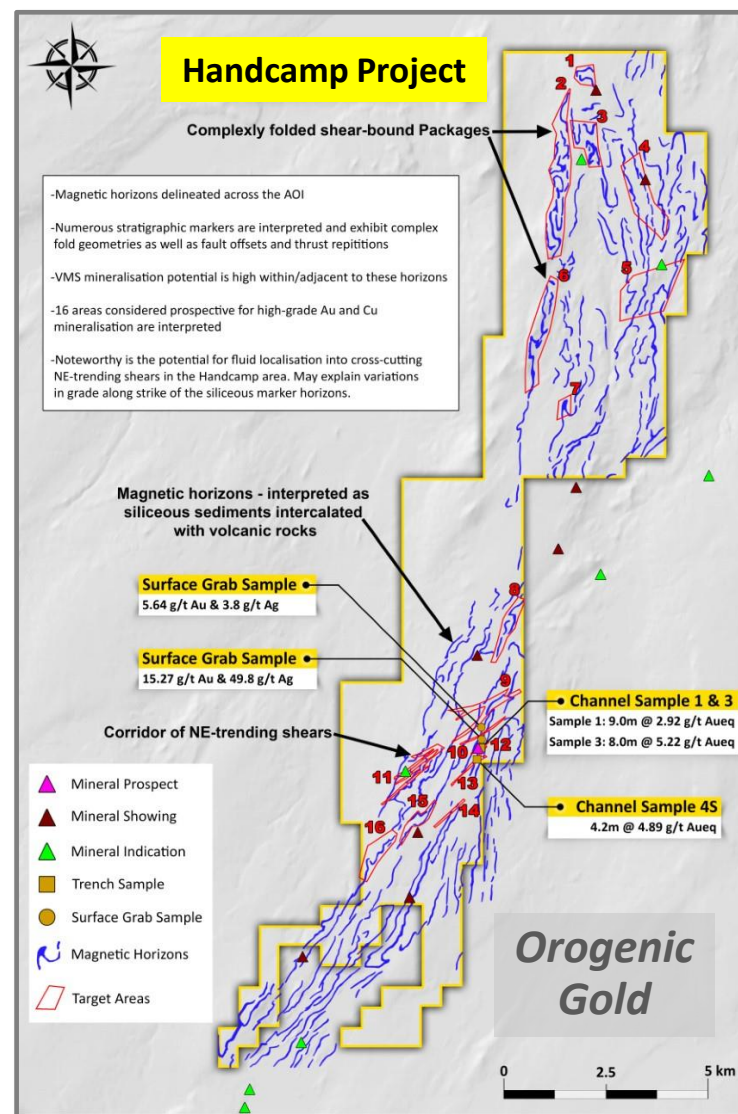 Handcamp Project
1
2
Complexly folded shear-bound Packages
3
4
-Magnetic horizons delineated across the AOI
-Numerous stratigraphic markers are interpreted and exhibit complex
fold geometries as well as fault offsets and thrust repititions
-VMS mineralisation potential is high within/adjacent to these horizons
-16 areas considered prospective for high-grade Au and Cu
mineralisation are interpreted
-Noteworthy is the potential for fluid localisation into cross-cutting
NE-trending shears in the Handcamp area. May explain variations
in grade along strike of the siliceous marker horizons.
5
6
7
Magnetic horizons - interpreted as
siliceous sediments intercalated
with volcanic rocks
Surface Grab Sample
5.64 g/t Au & 3.8 g/t Ag
8
Surface Grab Sample
15.27 g/t Au & 49.8 g/t Ag
9
Channel Sample 1 & 3
Sample 1: 9.0m @ 2.92 g/t Aueq
Sample 3: 8.0m @ 5.22 g/t Aueq
Corridor of NE-trending shears
10
12
11
13
15
14
16
Channel Sample 4S
4.2m @ 4.89 g/t Aueq
Mineral Prospect
Mineral Showing
Mineral Indication
Trench Sample
Surface Grab Sample
Magnetic Horizons
Target Areas
Orogenic
Gold
0 2.5 5 km